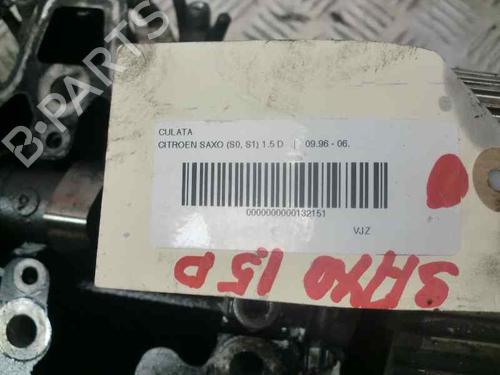 CULATA
CITROEN SAXO (S0, S1) 1.5 D | 09.96 - 06.
0000000000132151
VJZ
SAXO 1.5 D
B-PARTS